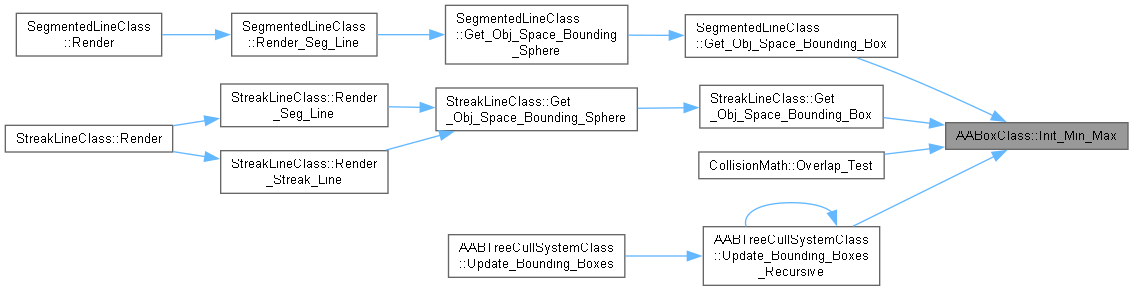 SegmentedLineClass
::Render
SegmentedLineClass
::Render_Seg_Line
SegmentedLineClass
::Get_Obj_Space_Bounding
_Sphere
SegmentedLineClass
::Get_Obj_Space_Bounding_Box
StreakLineClass::Render
StreakLineClass::Render
_Seg_Line
StreakLineClass::Render
_Streak_Line
StreakLineClass::Get
_Obj_Space_Bounding_Sphere
StreakLineClass::Get
_Obj_Space_Bounding_Box
AABoxClass::Init_Min_Max
CollisionMath::Overlap_Test
AABTreeCullSystemClass
::Update_Bounding_Boxes
AABTreeCullSystemClass
::Update_Bounding_Boxes
_Recursive